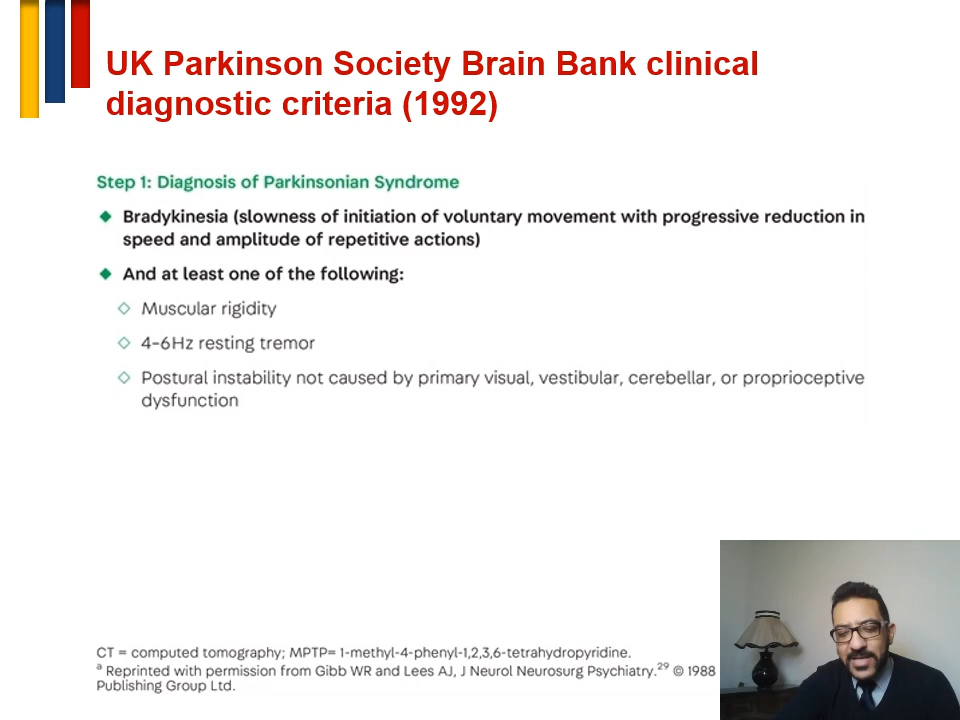 UK Parkinson Society Brain Bank clinical
diagnostic criteria (1992)
Step 1: Diagnosis of Parkinsonian Syndrome
Bradykinesia (slowness of initiation of voluntary movement with progressive reduction in
speed and amplitude of repetitive actions)
And at least one of the following:
Muscular rigidity
4–6Hz resting tremor
Postural instability not caused by primary visual, vestibular, cerebellar, or proprioceptive
dysfunction
CT = computed tomography; MPTP= 1-methyl-4-phenyl-1,2,3,6-tetrahydropyridine.
a Reprinted with permission from Gibb WR and Lees AJ, J Neurol Neurosurg Psychiatry.29 © 1988
Publishing Group Ltd.